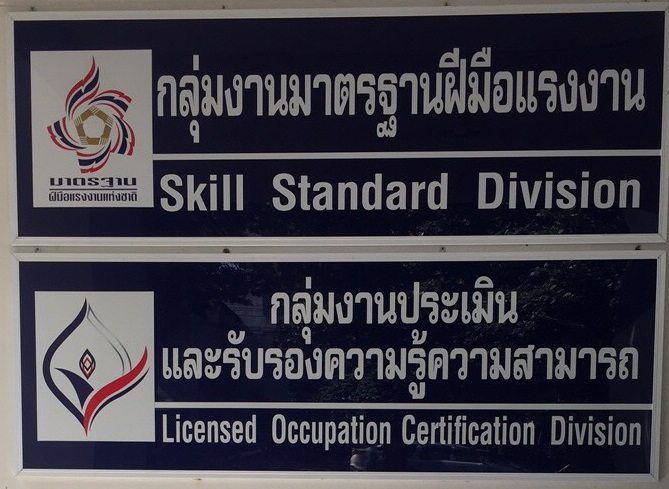 กลุ่มงานมาตรฐานฝีมือแรงงาน
มาตรฐาน
ฝีมือแรงงานแห่งชาติ
Skill Standard Division
กลุ่มงานประเมิน
และรับรองความรู้ความสามารถ
Licensed Occupation Certification Division